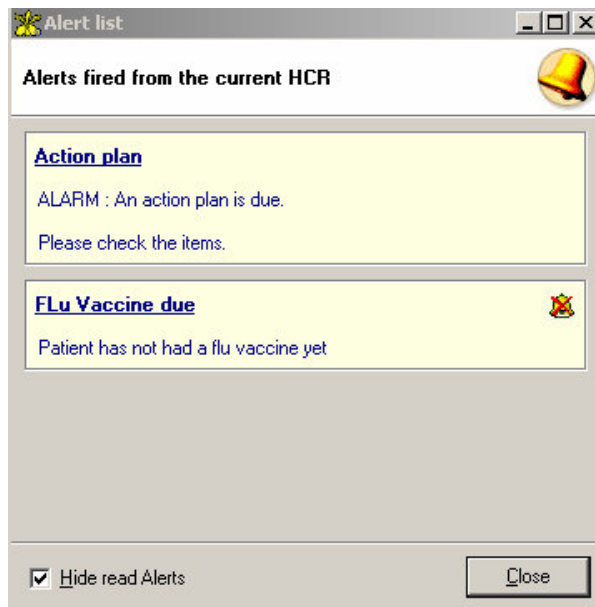 Alert list
Alerts fired from the current HCR
Action plan
ALARM : An action plan is due.
Please check the items.
FLu Vaccine due
Patient has not had a flu vaccine yet
Hide read Alerts
Close